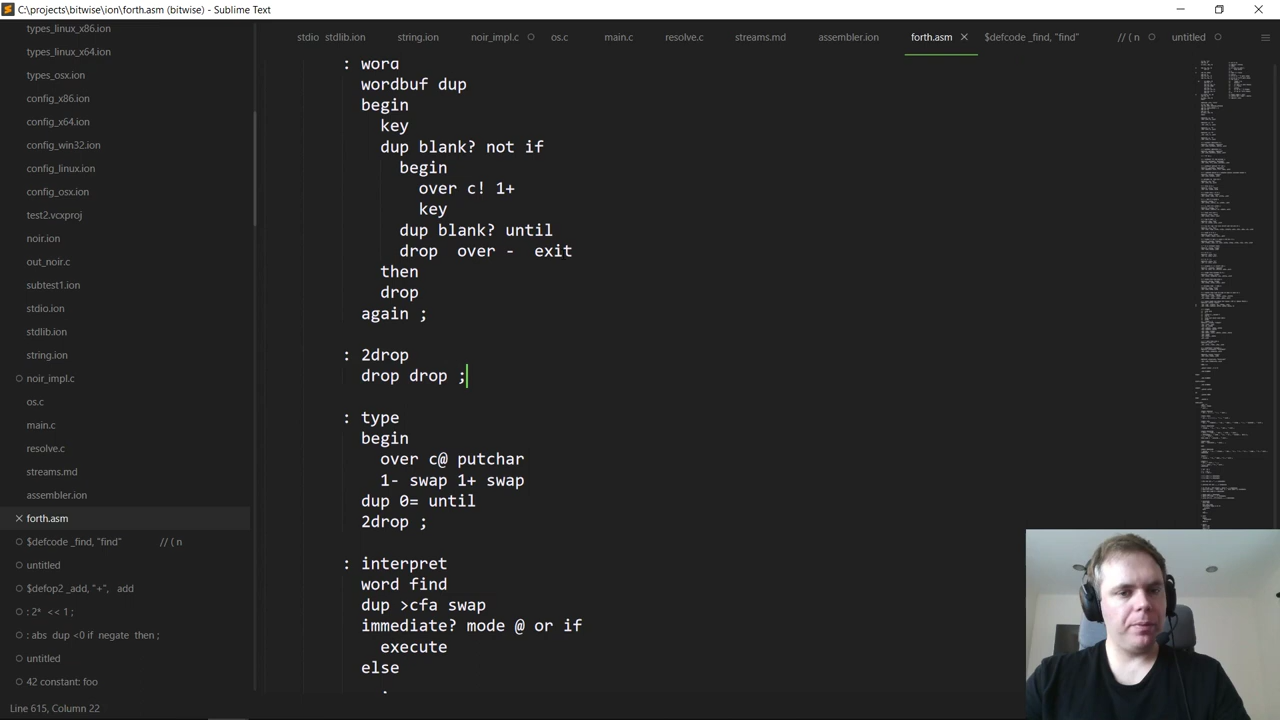 C:\projects\bitwise\ion\forth.asm (bitwise) - Sublime Text
types_linux_x86.ion
types_linux_x64.ion
types_osx.ion
config_x86.ion
config_x64.ion
config_win32.ion
config_linux.ion
config_osx.ion
test2.vcxproj
noir.ion
out_noir.c
subtest1.ion
stdio.ion
stdlib.ion
string.ion
noir_impl.c
os.c
main.c
resolve.c
streams.md
assembler.ion
forth.asm
$defcode _find, "find" // ( n
untitled
$defop2 _add, "+", add
: 2* << 1 ;
: abs dup <0 if negate then ;
untitled
42 constant: foo
stdio stdlib.ion string.ion noir_impl.c os.c main.c resolve.c streams.md assembler.ion forth.asm $defcode _find, "find" // ( n untitled
: word
wordbuf dup
begin
key
dup blank? not if
begin
over c! 1+
key
dup blank? until
drop over exit
then
drop
again ;
: 2drop
drop drop ;
: type
begin
over c@ putchar
1- swap 1+ swap
dup 0= until
2drop ;
: interpret
word find
dup >cfa swap
immediate? mode @ or if
execute
else
Line 615, Column 22